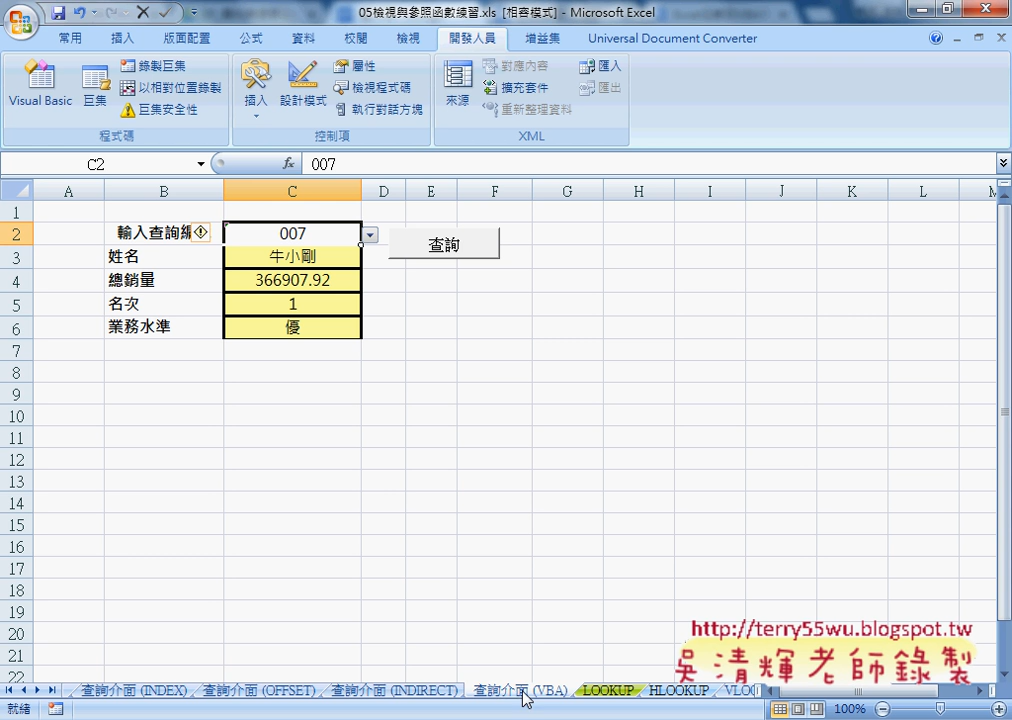 05檢視與參照函數練習.xls [相容模式] - Microsoft Excel
常用 插入 版面配置 公式 資料 校閱 檢視 開發人員 增益集 Universal Document Converter
Visual Basic 巨集 錄製巨集 以相對位置錄製 巨集安全性 程式碼
插入 設計模式 屬性 檢視程式碼 執行對話方塊 控制項
來源 對應內容 擴充套件 重新整理資料 匯入 匯出 XML
C2 fx 007
A B C D E F G H I J K L M
1
2 輸入查詢編 007 查詢
3 姓名 牛小剛
4 總銷量 366907.92
5 名次 1
6 業務水準 優
7
8
9
10
11
12
13
14
15
16
17
18
19
20
21
22
http://terry55wu.blogspot.tw
吳清輝老師錄製
查詢介面 (INDEX) 查詢介面 (OFFSET) 查詢介面 (INDIRECT) 查詢介面 (VBA) LOOKUP HLOOKUP VLO
就緒 100%